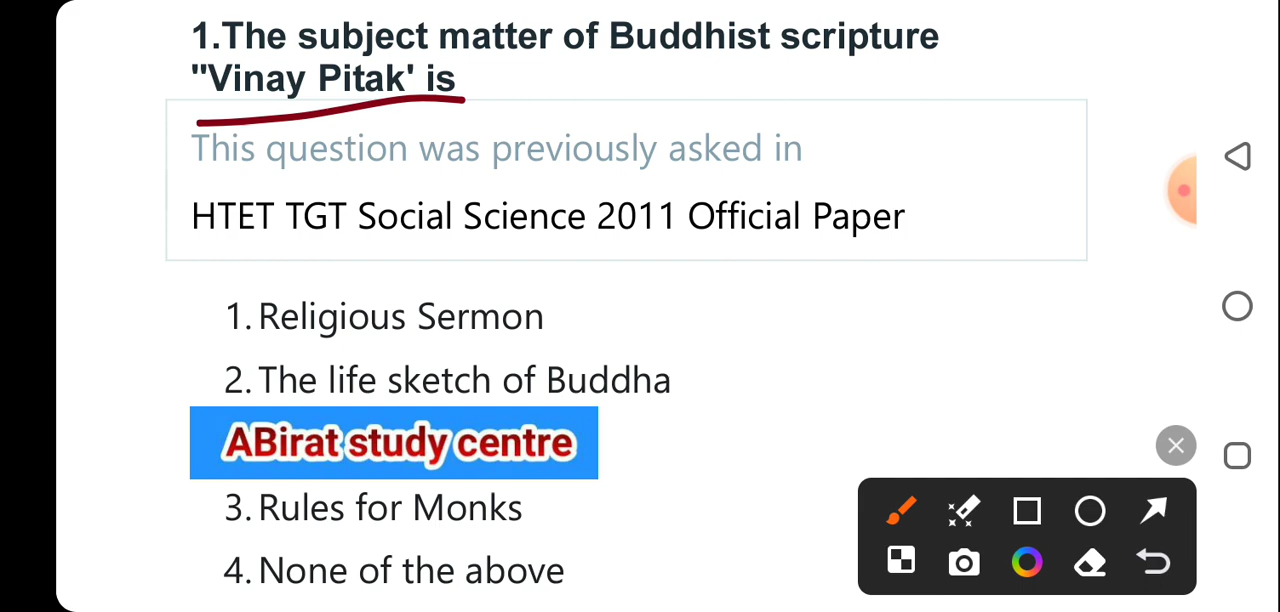 1.The subject matter of Buddhist scripture
"Vinay Pitak' is
This question was previously asked in
HTET TGT Social Science 2011 Official Paper
1. Religious Sermon
2. The life sketch of Buddha
ABirat study centre
3. Rules for Monks
4. None of the above